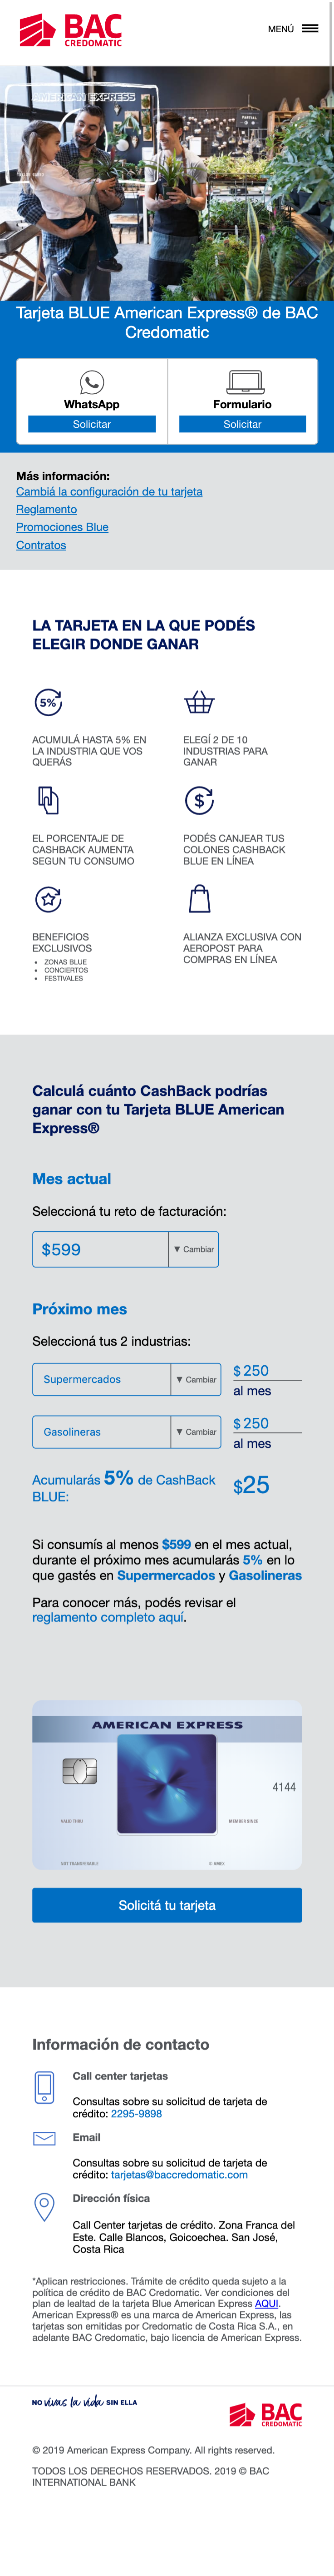 BAC
CREDOMATIC
MENÚ
AMERICAN EXPRESS
Tarjeta BLUE American Express® de BAC
Credomatic
WhatsApp
Solicitar
Formulario
Solicitar
Más información:
Cambiá la configuración de tu tarjeta
Reglamento
Promociones Blue
Contratos
LA TARJETA EN LA QUE PODÉS
ELEGIR DONDE GANAR
5%
ACUMULÁ HASTA 5% EN
LA INDUSTRIA QUE VOS
QUERÁS
ELEGÍ 2 DE 10
INDUSTRIAS PARA
GANAR
EL PORCENTAJE DE
CASHBACK AUMENTA
SEGUN TU CONSUMO
$
PODÉS CANJEAR TUS
COLONES CASHBACK
BLUE EN LÍNEA
BENEFICIOS
EXCLUSIVOS
• ZONAS BLUE
• CONCIERTOS
• FESTIVALES
ALIANZA EXCLUSIVA CON
AEROPOST PARA
COMPRAS EN LÍNEA
Calculá cuánto CashBack podrías
ganar con tu Tarjeta BLUE American
Express®
Mes actual
Seleccioná tu reto de facturación:
$599
▼ Cambiar
Próximo mes
Seleccioná tus 2 industrias:
Supermercados
▼ Cambiar
$ 250
al mes
Gasolineras
▼ Cambiar
$ 250
al mes
Acumularás 5% de CashBack
BLUE:
$25
Si consumís al menos $599 en el mes actual,
durante el próximo mes acumularás 5% en lo
que gastés en Supermercados y Gasolineras
Para conocer más, podés revisar el
reglamento completo aquí.
AMERICAN EXPRESS
4144
VALID THRU
MEMBER SINCE
NOT TRANSFERABLE
© AMEX
Solicitá tu tarjeta
Información de contacto
Call center tarjetas
Consultas sobre su solicitud de tarjeta de
crédito: 2295-9898
Email
Consultas sobre su solicitud de tarjeta de
crédito: tarjetas@baccredomatic.com
Dirección física
Call Center tarjetas de crédito. Zona Franca del
Este. Calle Blancos, Goicoechea. San José,
Costa Rica
*Aplican restricciones. Trámite de crédito queda sujeto a la
política de crédito de BAC Credomatic. Ver condiciones del
plan de lealtad de la tarjeta Blue American Express AQUI.
American Express® es una marca de American Express, las
tarjetas son emitidas por Credomatic de Costa Rica S.A., en
adelante BAC Credomatic, bajo licencia de American Express.
NO vivas la vida SIN ELLA
BAC
CREDOMATIC
© 2019 American Express Company. All rights reserved.
TODOS LOS DERECHOS RESERVADOS. 2019 © BAC
INTERNATIONAL BANK